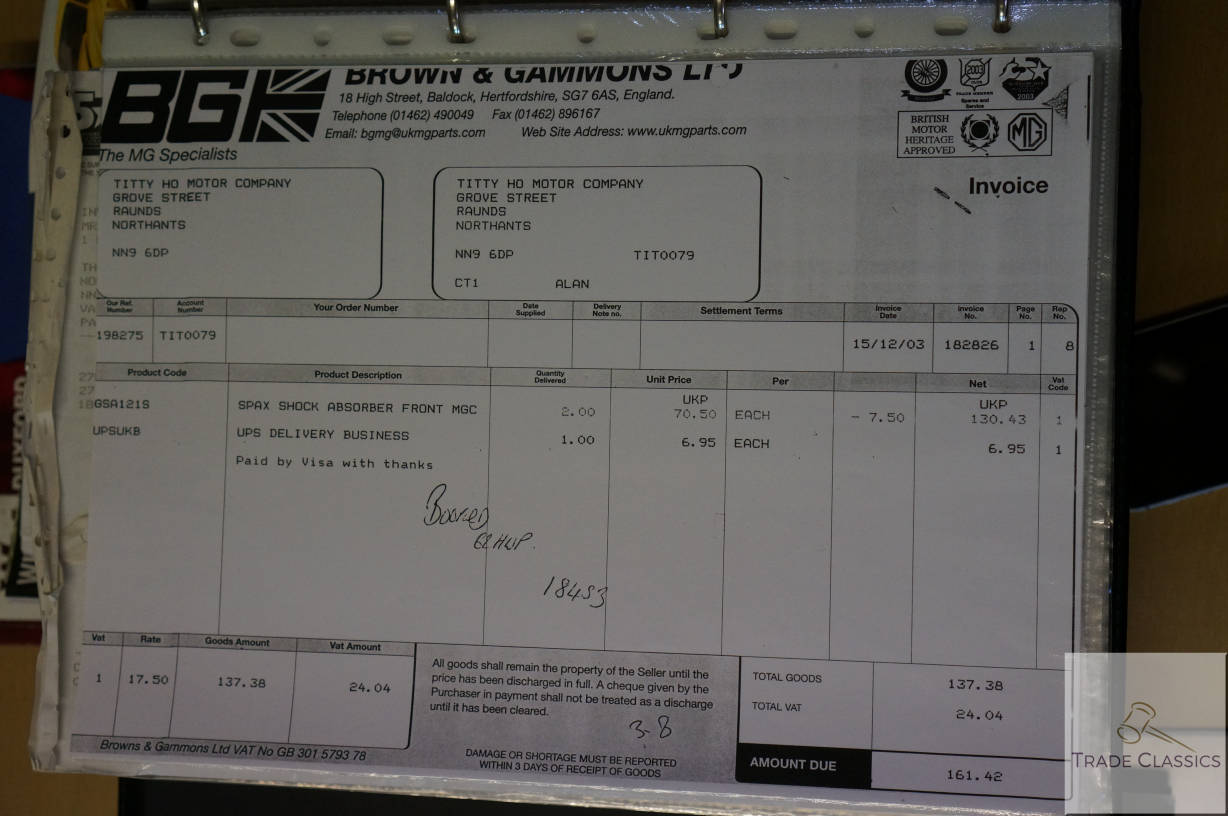 BGH
BROWN & GAMMONS LTD
18 High Street, Baldock, Hertfordshire, SG7 6AS, England.
Telephone (01462) 490049 Fax (01462) 896167
Email: bgmg@ukmgparts.com Web Site Address: www.ukmgparts.com
The MG Specialists
2003
TRADE MEMBER
Spares and
Service
2003
BRITISH
MOTOR
HERITAGE
APPROVED
MG
Invoice
TITTY HO MOTOR COMPANY
GROVE STREET
RAUNDS
NORTHANTS
NN9 6DP
TITTY HO MOTOR COMPANY
GROVE STREET
RAUNDS
NORTHANTS
NN9 6DP TIT0079
CT1 ALAN
Our Ref. Number Account Number Your Order Number Date Supplied Delivery Note no. Settlement Terms Invoice Date Invoice No. Page No. Rep No.
198275 TIT0079 15/12/03 182826 1 8
Product Code Product Description Quantity Delivered Unit Price Per Net Vat Code
UKP UKP
GSA121S SPAX SHOCK ABSORBER FRONT MGC 2.00 70.50 EACH - 7.50 130.43 1
UPSUKB UPS DELIVERY BUSINESS 1.00 6.95 EACH 6.95 1
Paid by Visa with thanks
18453
Vat Rate Goods Amount Vat Amount
1 17.50 137.38 24.04
Browns & Gammons Ltd VAT No GB 301 5793 78
All goods shall remain the property of the Seller until the
price has been discharged in full. A cheque given by the
Purchaser in payment shall not be treated as a discharge
until it has been cleared.
3-8
DAMAGE OR SHORTAGE MUST BE REPORTED
WITHIN 3 DAYS OF RECEIPT OF GOODS
TOTAL GOODS 137.38
TOTAL VAT 24.04
AMOUNT DUE 161.42
TRADE CLASSICS